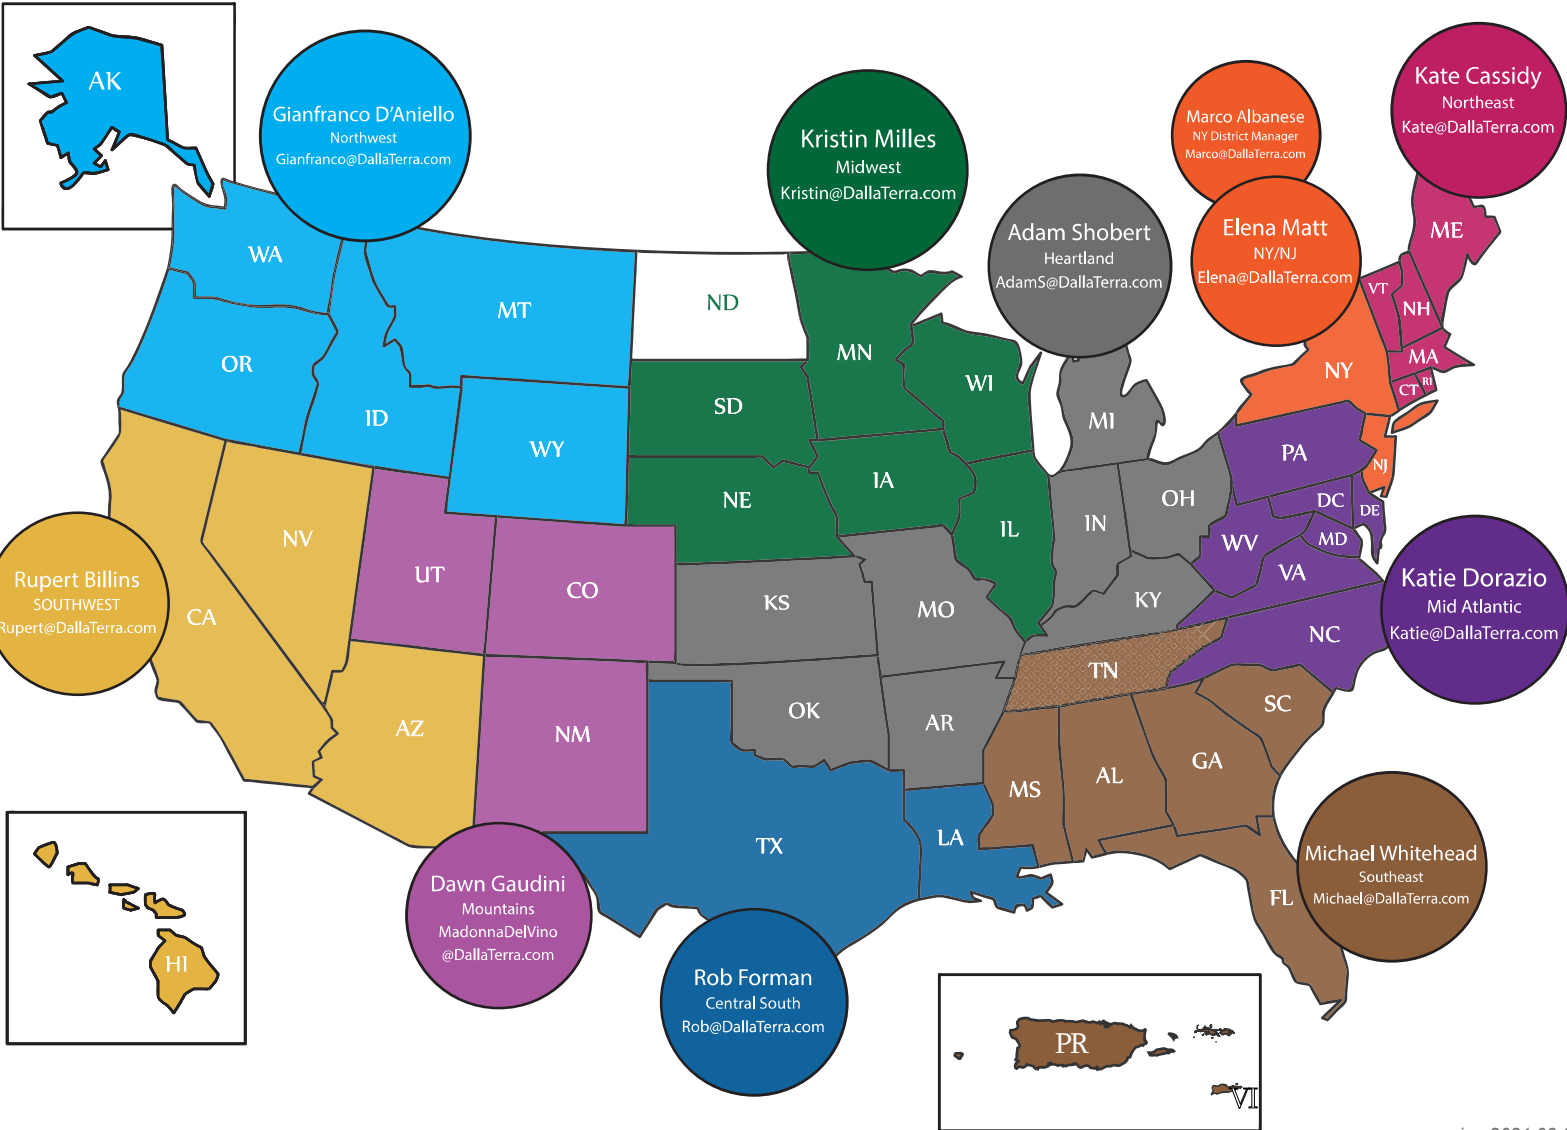 AK
Gianfranco D'Aniello
Northwest
Gianfranco@DallaTerra.com
Kristin Milles
Midwest
Kristin@DallaTerra.com
Adam Shobert
Heartland
AdamS@DallaTerra.com
Marco Albanese
NY District Manager
Marco@DallaTerra.com
Elena Matt
NY/NJ
Elena@DallaTerra.com
Kate Cassidy
Northeast
Kate@DallaTerra.com
WA
MT
ND
MN
OR
ID
WY
SD
WI
MI
NY
VT
NH
ME
MA
CT
RI
NE
IA
IL
IN
OH
PA
NJ
DC
DE
MD
WV
VA
KY
NC
CA
NV
UT
CO
KS
MO
Rupert Billins
SOUTHWEST
Rupert@DallaTerra.com
Katie Dorazio
Mid Atlantic
Katie@DallaTerra.com
AZ
NM
OK
AR
TN
SC
MS
AL
GA
TX
LA
FL
HI
Dawn Gaudini
Mountains
MadonnaDelVino
@DallaTerra.com
Rob Forman
Central South
Rob@DallaTerra.com
Michael Whitehead
Southeast
Michael@DallaTerra.com
PR
VI